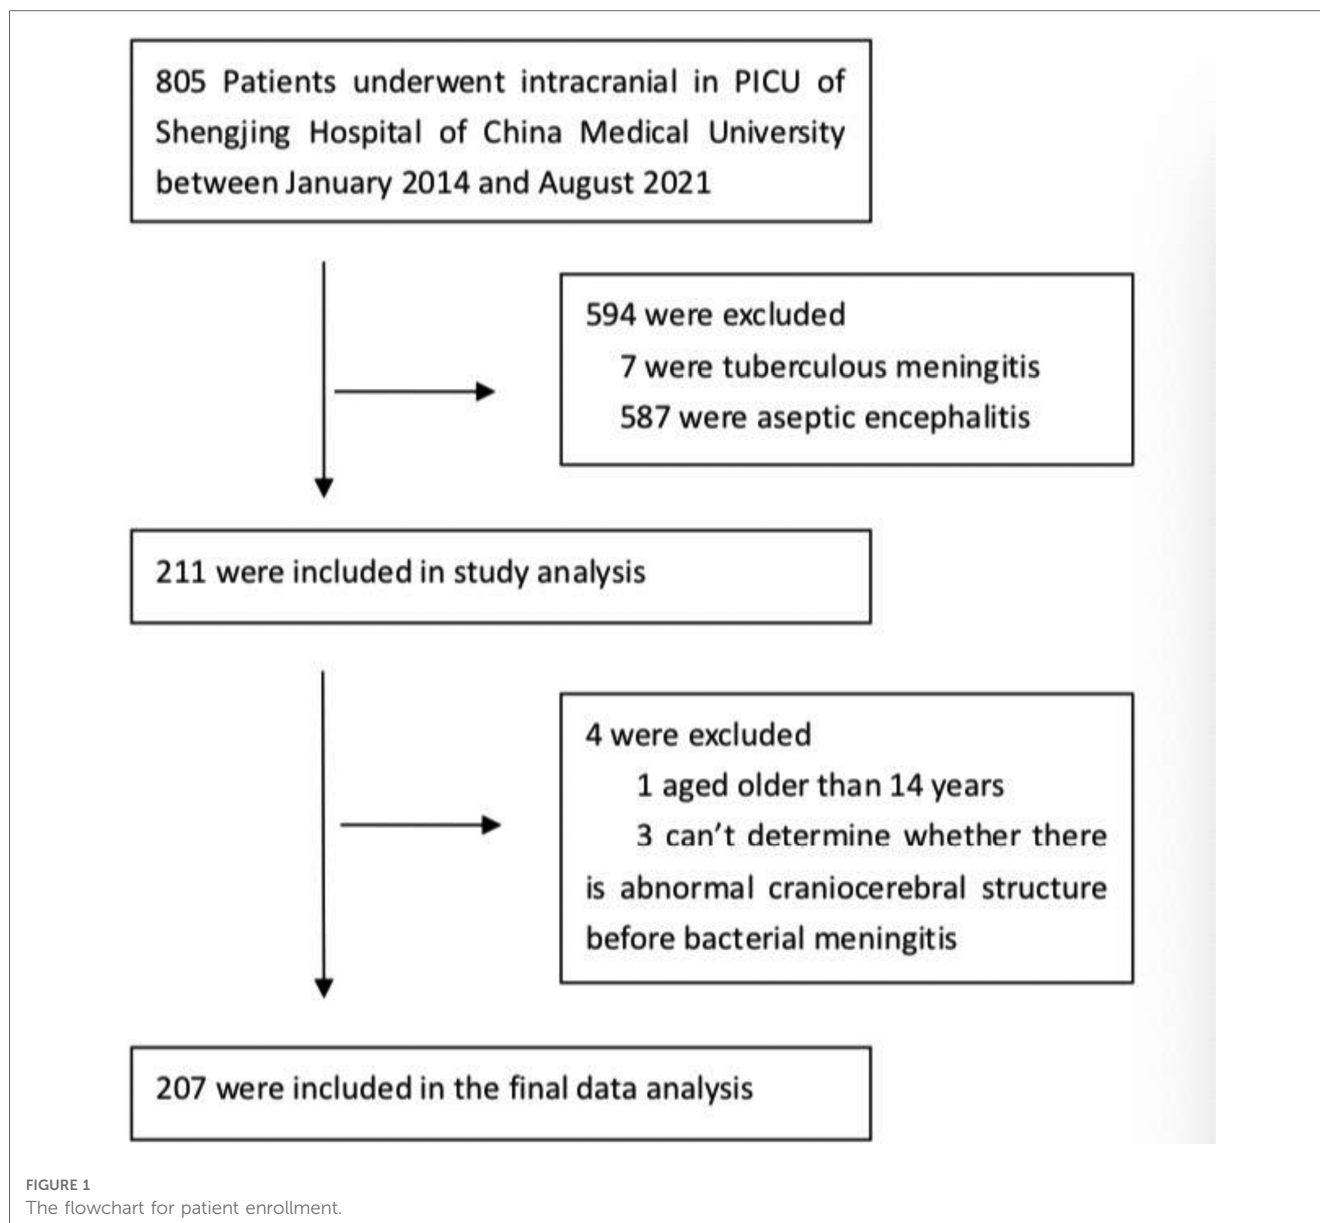 805 Patients underwent intracranial in PICU of
Shengjing Hospital of China Medical University
between January 2014 and August 2021
594 were excluded
7 were tuberculous meningitis
587 were aseptic encephalitis
211 were included in study analysis
4 were excluded
1 aged older than 14 years
3 can't determine whether there
is abnormal craniocerebral structure
before bacterial meningitis
207 were included in the final data analysis
FIGURE 1
The flowchart for patient enrollment.